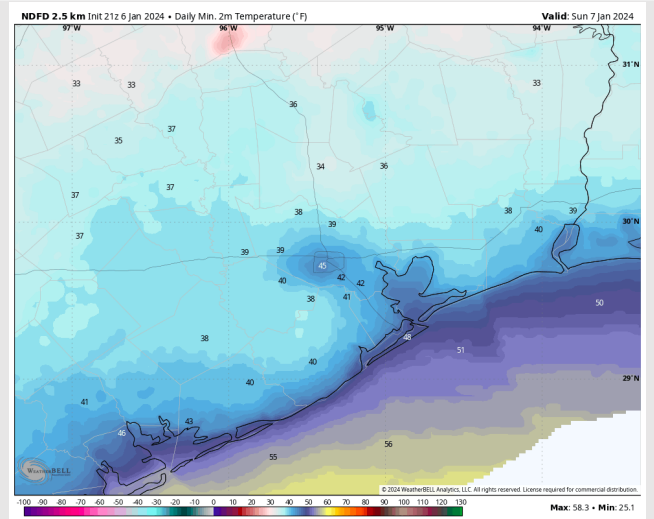 NDFD 2.5 km Init 21z 6 Jan 2024 • Daily Min. 2m Temperature (°F)
Valid: Sun 7 Jan 2024
97°W 96°W 95°W 94°W
31°N
33 33 33
36
37
35
34 36
37 37
38 38 39
30°N
39 40
37
39 39
45
42 42
40
38 41
50
48
38
51
40
29°N
40
41
43
46
56
55
WEATHERBELL
© 2024 WeatherBELL Analytics, LLC. All rights reserved. License required for commercial distribution.
-100 -90 -80 -70 -60 -50 -40 -30 -20 -10 0 10 20 30 40 50 60 70 80 90 100 110 120 130
Max: 58.3 • Min: 25.1